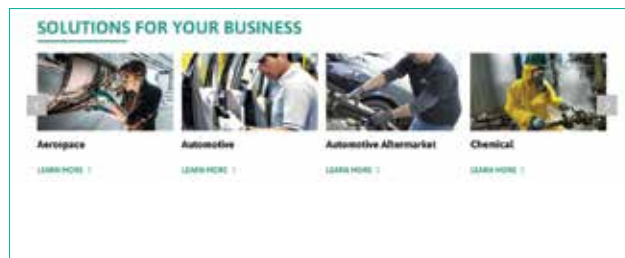 SOLUTIONS FOR YOUR BUSINESS
Aerospace
Automotive
Automotive Aftermarket
Chemical
LEARN MORE
LEARN MORE
LEARN MORE
LEARN MORE